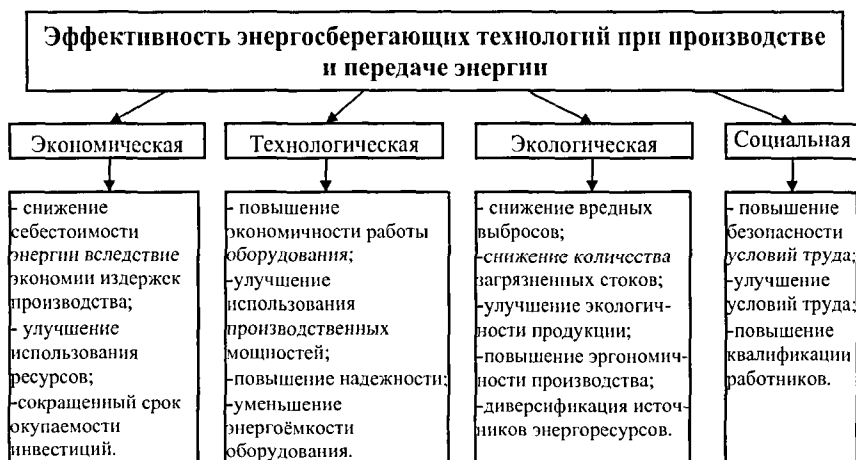 Эффективность энергосберегающих технологий при производстве
и передаче энергии
Экономическая
Технологическая
Экологическая
Социальная
- снижение
себестоимости
энергии вследствие
экономии издержек
производства;
- улучшение
использования
ресурсов;
-сокращенный срок
окупаемости
инвестиций.
- повышение
экономичности работы
оборудования;
-улучшение
использования
производственных
мощностей;
-повышение надежности;
-уменьшение
энергоёмкости
оборудования.
- снижение вредных
выбросов;
-снижение количества
загрязненных стоков;
-улучшение экологич-
ности продукции;
-повышение эргономич-
ности производства;
-диверсификация источ-
ников энергоресурсов.
- повышение
безопасности
условий труда;
-улучшение
условий труда;
-повышение
квалификации
работников.